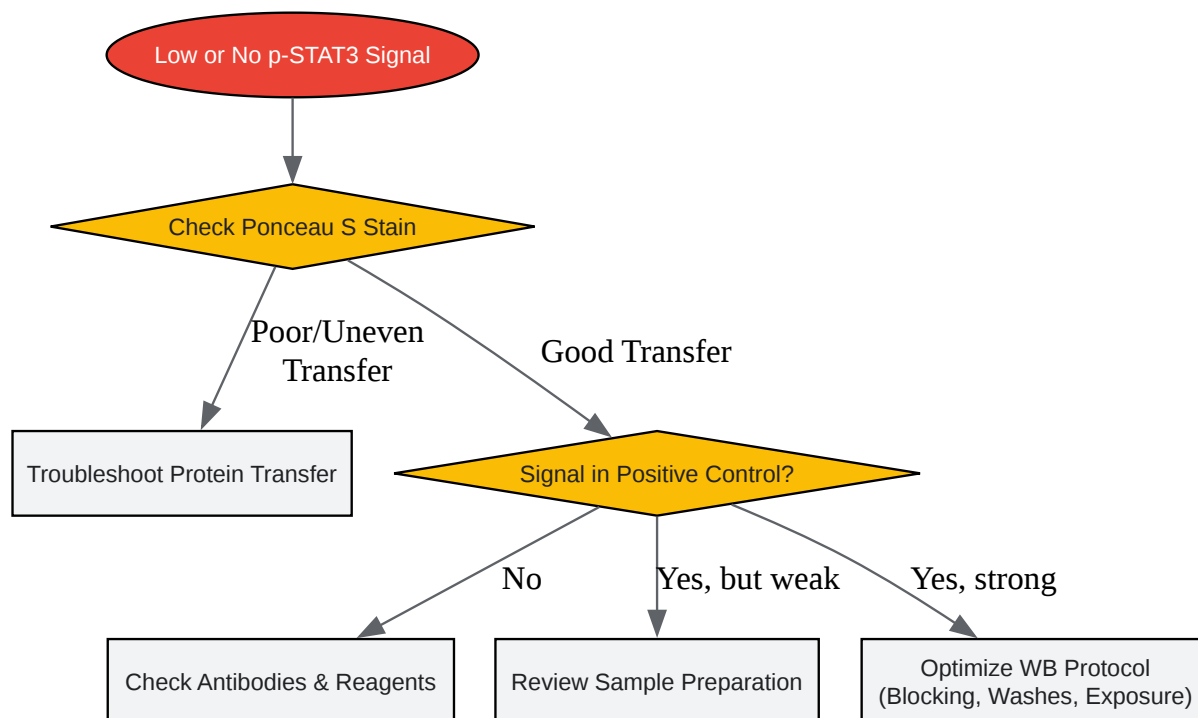 Low or No p-STAT3 Signal
Check Ponceau S Stain
Poor/Uneven
Transfer
Good Transfer
Troubleshoot Protein Transfer
Signal in Positive Control?
No
Yes, but weak
Yes, strong
Check Antibodies & Reagents
Review Sample Preparation
Optimize WB Protocol
(Blocking, Washes, Exposure)